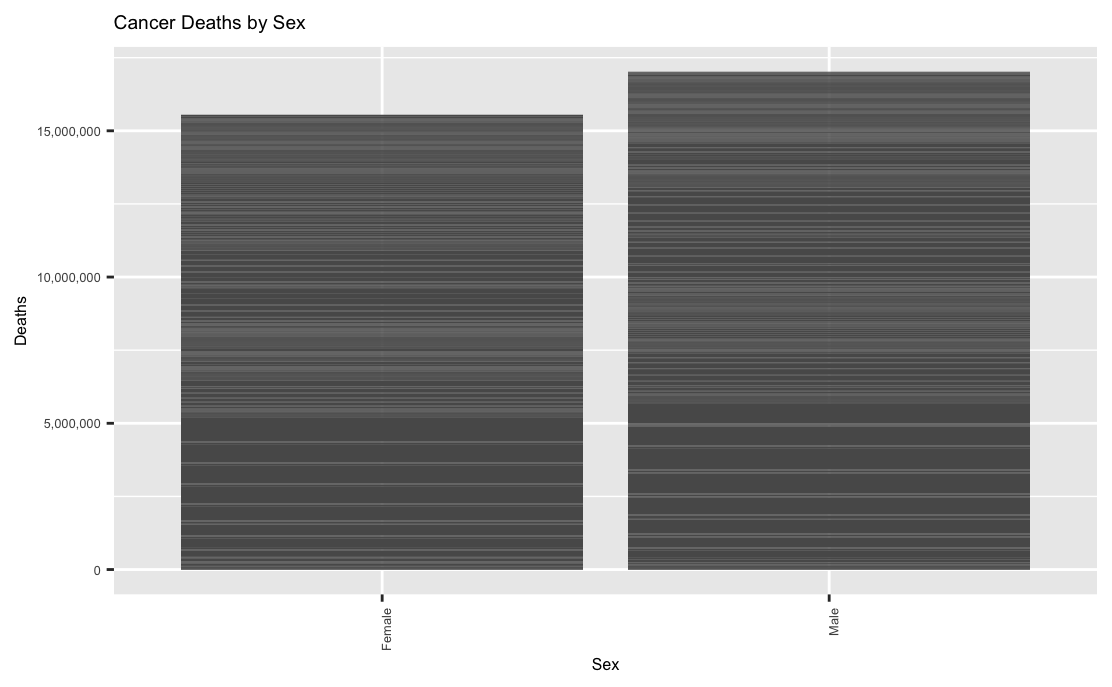 Cancer Deaths by Sex
15,000,000
10,000,000
5,000,000
0
Deaths
Female
Male
Sex